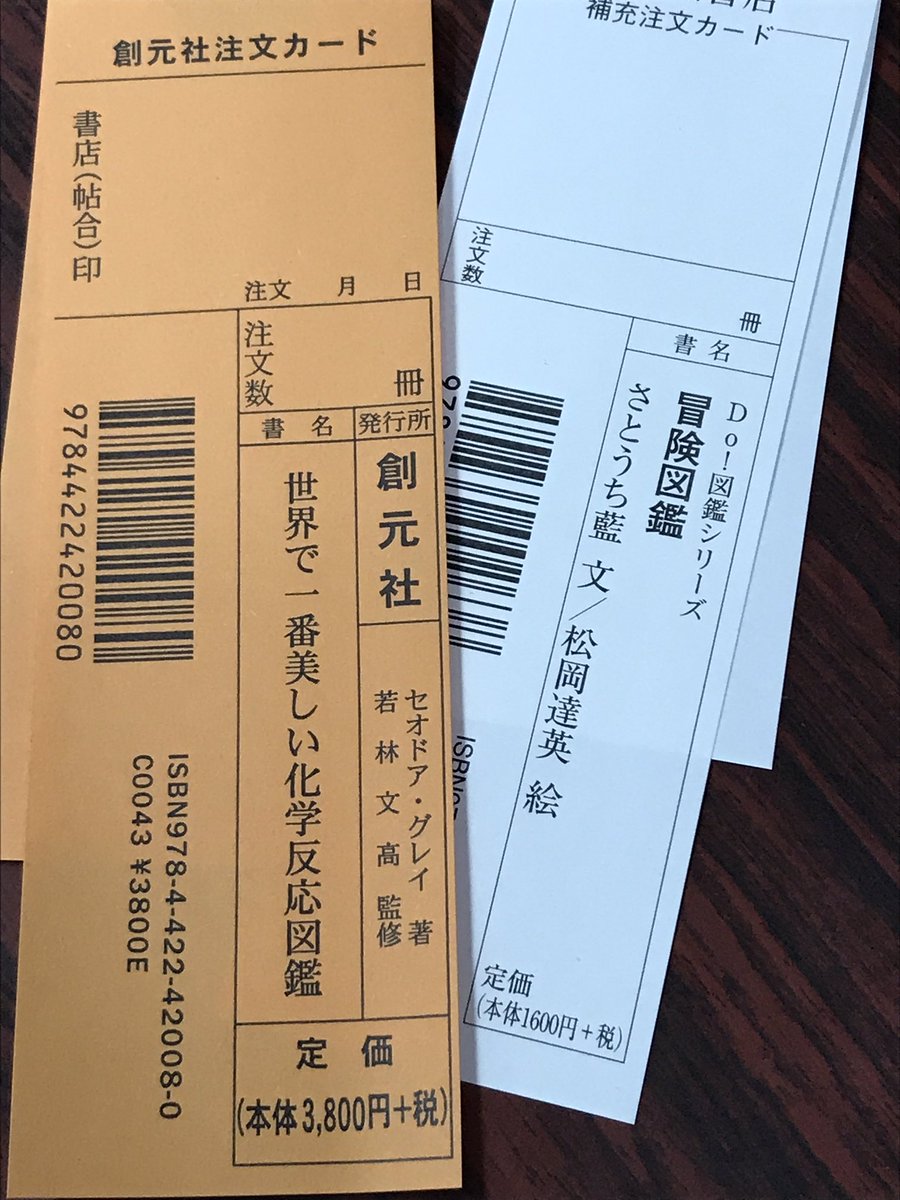 創元社注文カード
書店(帖合)印
注文 月 日
注文数
冊
書名
発行所
創元社
世界で一番美しい化学反応図鑑
セオドア・グレイ 著
若林文高 監修
定価
(本体3,800円+税)
9784422420080
ISBN978-4-422-42008-0
C0043 ¥3800E
補充注文カード
注文数
冊
書名
Do!図鑑シリーズ
冒険図鑑
さとうち藍 文/松岡達英 絵
定価
(本体1600円+税)